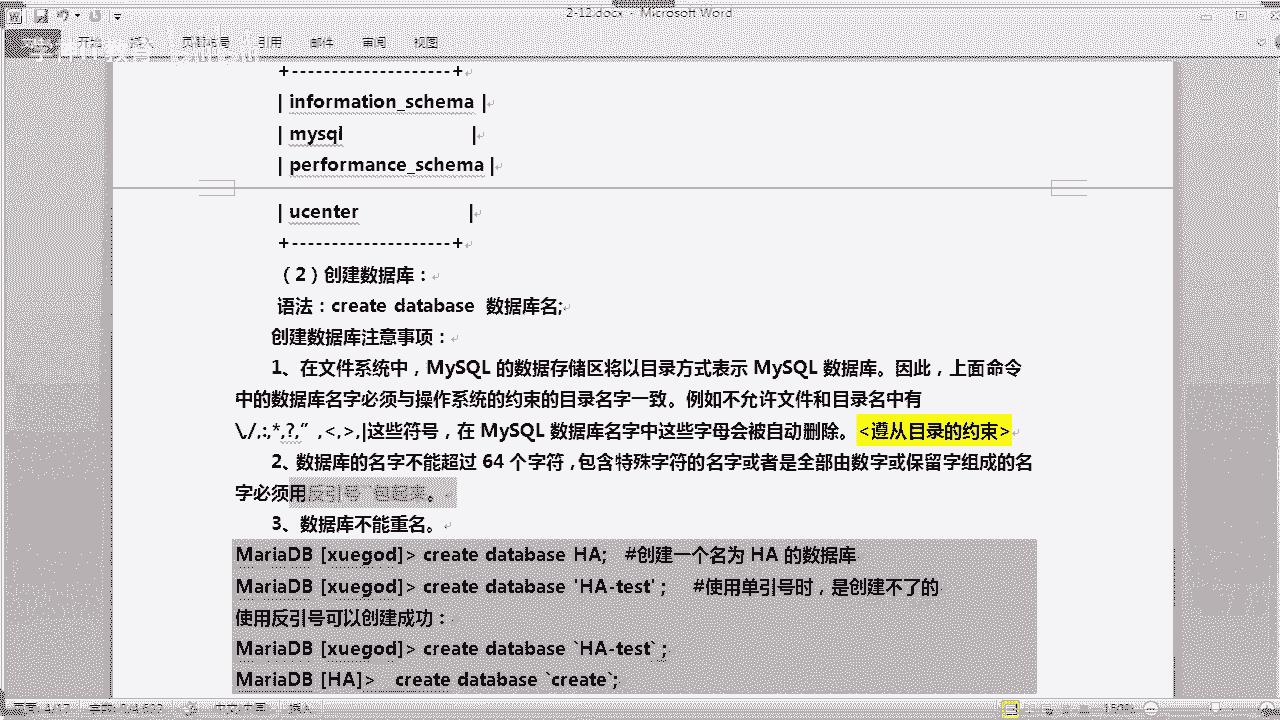 2-12.docx - Microsoft Word
开始 插入 页面布局 引用 邮件 审阅 视图
+--------------------+
| information_schema |
| mysql |
| performance_schema |
| ucenter |
+--------------------+
（2）创建数据库：
语法：create database 数据库名;
创建数据库注意事项：
1、在文件系统中，MySQL 的数据存储区将以目录方式表示 MySQL 数据库。因此，上面命令
中的数据库名字必须与操作系统的约束的目录名字一致。例如不允许文件和目录名中有
\,/,:,*,?,”,<,>,|这些符号，在 MySQL 数据库名字中这些字母会被自动删除。<遵从目录的约束>
2、数据库的名字不能超过 64 个字符，包含特殊字符的名字或者是全部由数字或保留字组成的名
字必须用反引号`包起来。
3、数据库不能重名。
MariaDB [xuegod]> create database HA; #创建一个名为 HA 的数据库
MariaDB [xuegod]> create database 'HA-test' ; #使用单引号时，是创建不了的
使用反引号可以创建成功：
MariaDB [xuegod]> create database `HA-test` ;
MariaDB [HA]> create database `create`;
150%